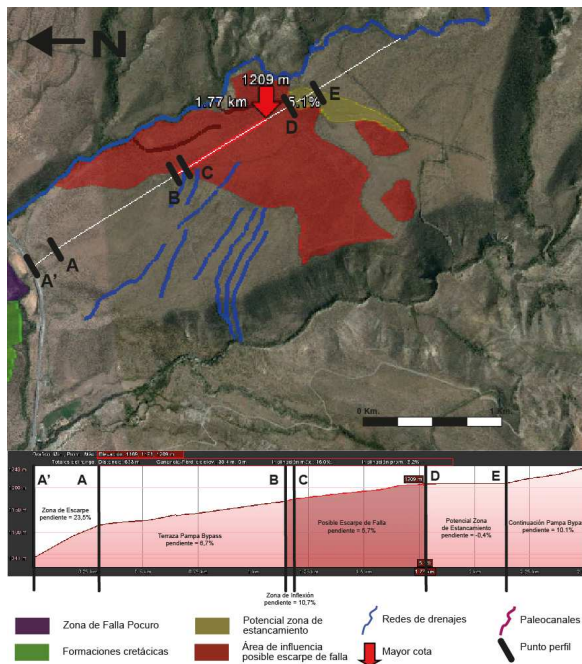 N
1209 m
1.77 km
5.1%
E
D
C
B
A
A'
0 Km.
1 Km.
A' A B C D E
1209 m
Zona de Escarpe
pendiente = 23,5%
Terraza Pampa Bypass
pendiente = 6,7%
Posible Escarpe de Falla
pendiente = 5,7%
Potencial Zona
de Estancamiento
pendiente = -0,4%
Continuación Pampa Bypass
pendiente = 10.1%
Zona de Inflexión
pendiente = 10,7%
Zona de Falla Pocuro
Formaciones cretácicas
Potencial zona de
estancamiento
Área de influencia
posible escarpe de falla
Redes de drenajes
Mayor cota
Paleocanales
Punto perfil